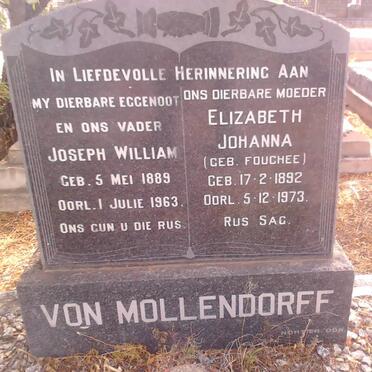 IN LIEFDEVOLLE HERINNERING AAN
MY DIERBARE EGGENOOT
EN ONS VADER
JOSEPH WILLIAM
GEB. 5 MEI 1889
OORL. 1 JULIE 1963.
ONS GUN U DIE RUS.
ONS DIERBARE MOEDER
ELIZABETH
JOHANNA
(GEB. FOUCHEE)
GEB. 17-2-1892
OORL. 5-12-1973.
RUS SAG.
VON MOLLENDORFF